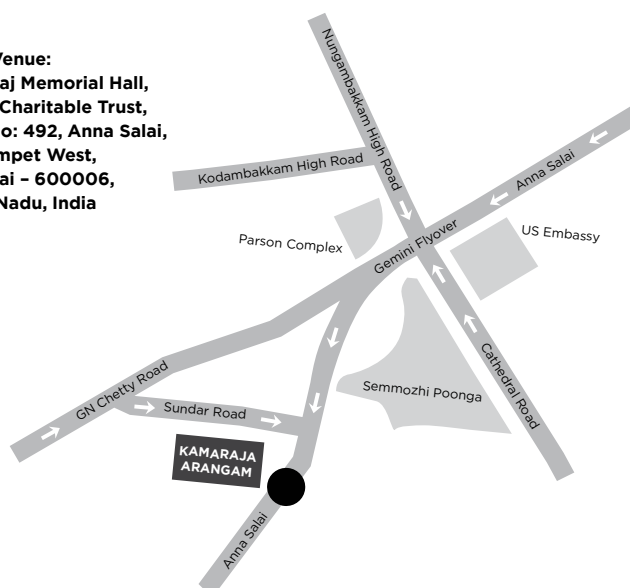 Venue:
aj Memorial Hall,
Charitable Trust,
o: 492, Anna Salai,
mpet West,
ai – 600006,
Nadu, India
Nungambakkam High Road
Kodambakkam High Road
Anna Salai
Parson Complex
Gemini Flyover
US Embassy
GN Chetty Road
Sundar Road
Semmozhi Poonga
Cathedral Road
KAMARAJA
ARANGAM
Anna Salai